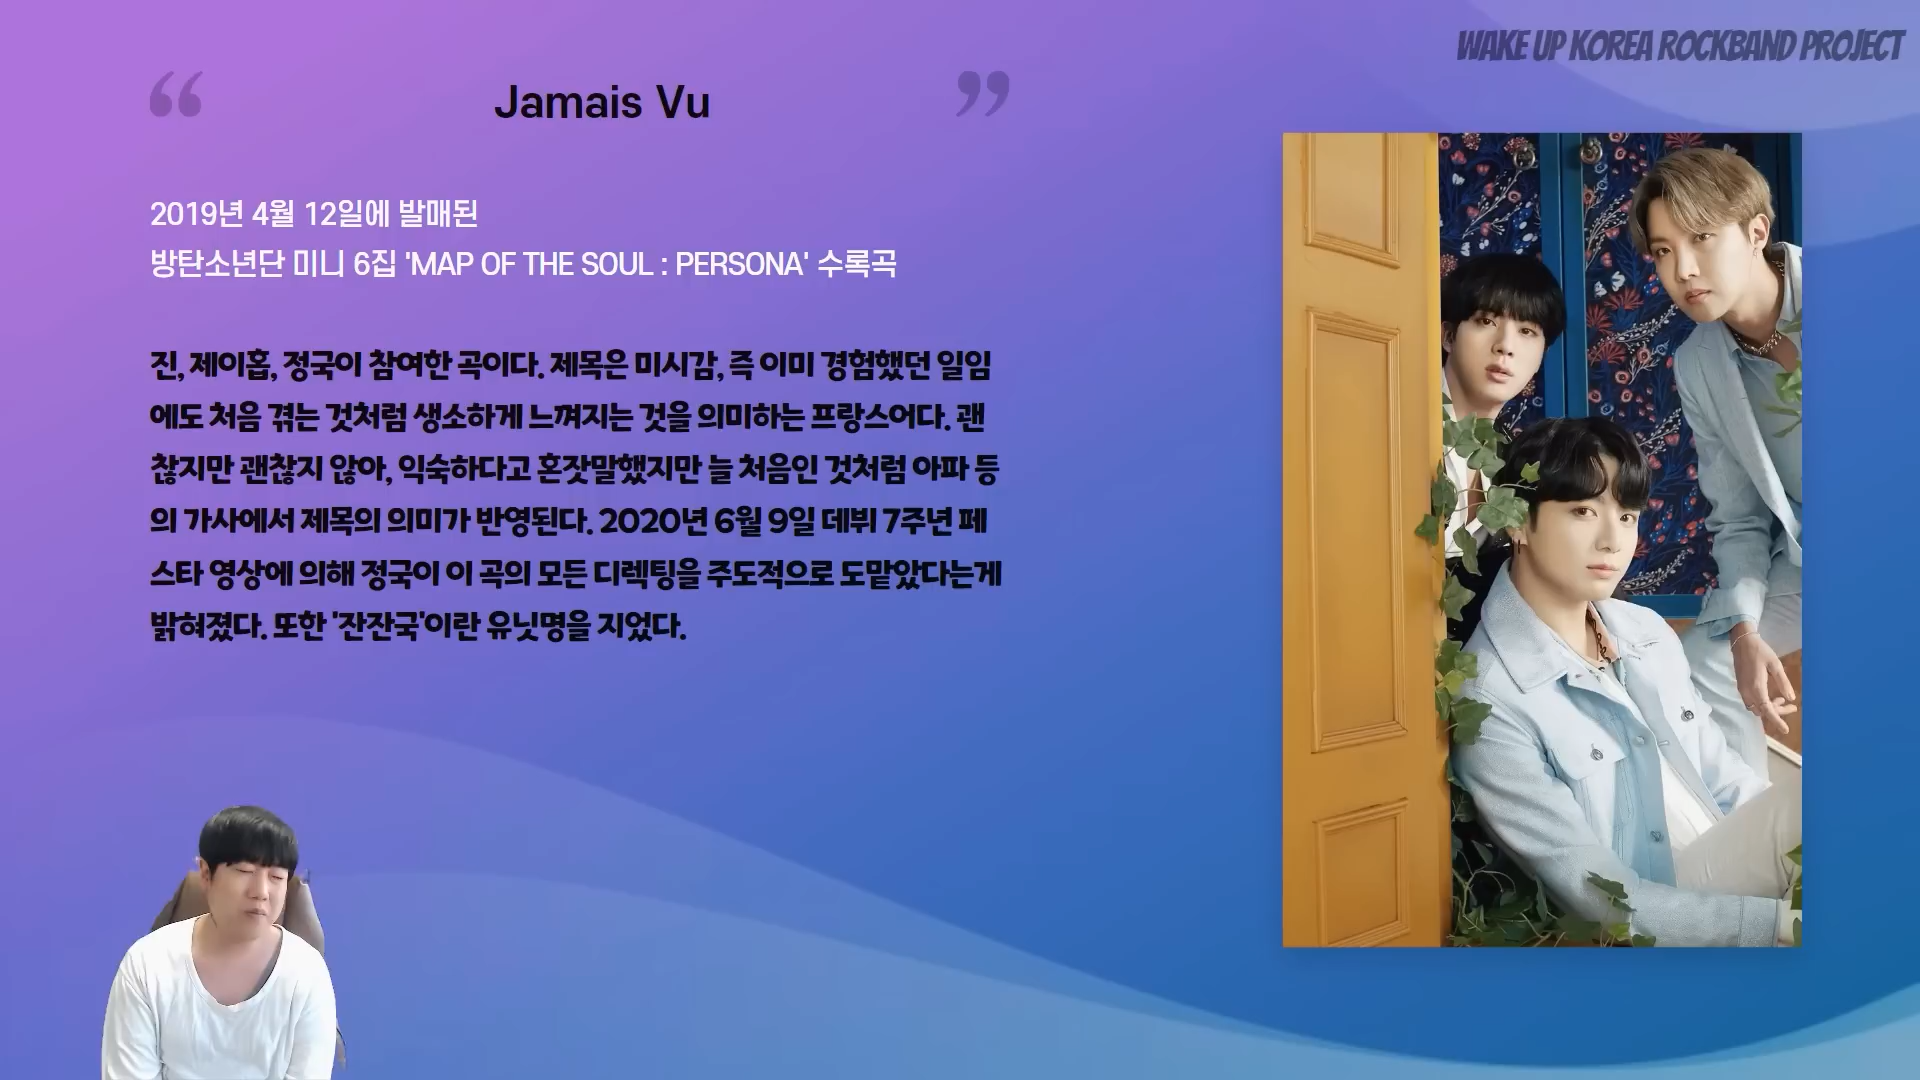 WAKE UP KOREA ROCKBAND PROJECT
“ Jamais Vu ”
2019년 4월 12일에 발매된
방탄소년단 미니 6집 'MAP OF THE SOUL : PERSONA' 수록곡
진, 제이홉, 정국이 참여한 곡이다. 제목은 미시감, 즉 이미 경험했던 일임
에도 처음 겪는 것처럼 생소하게 느껴지는 것을 의미하는 프랑스어다. 괜
찮지만 괜찮지 않아, 익숙하다고 혼잣말했지만 늘 처음인 것처럼 아파 등
의 가사에서 제목의 의미가 반영된다. 2020년 6월 9일 데뷔 7주년 페
스타 영상에 의해 정국이 이 곡의 모든 디렉팅을 주도적으로 도맡았다는게
밝혀졌다. 또한 '잔잔국'이란 유닛명을 지었다.